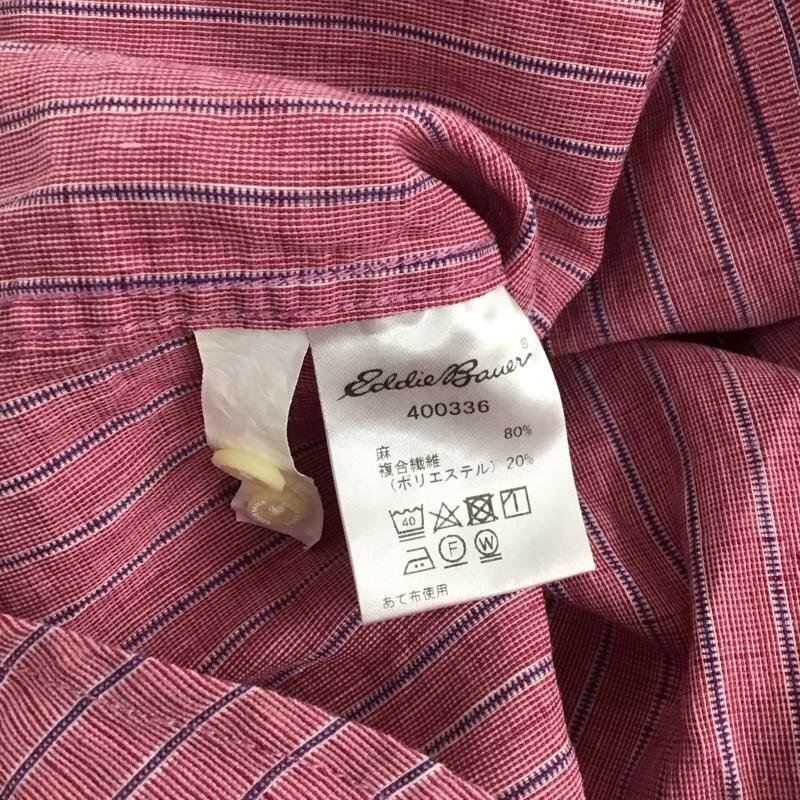 Eddie Bauer®
400336
麻 80%
複合繊維
(ポリエステル) 20%
40
F W
あて布使用